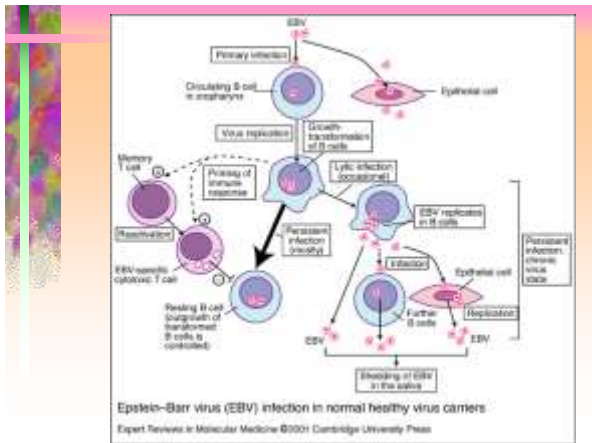 EBV
Primary infection
Circulating B cell
in oropharynx
Epithelial cell
Virus replication
Growth-
transformation
of B cells
Memory
T cell
Priming of
immune
response
Lytic infection
(occasional)
EBV replicates
in B cells
Reactivation
Persistent
infection
(mostly)
Persistent
infection,
chronic
virus
state
EBV-specific
cytotoxic T cell
Infection
Epithelial cell
Resting B cell
(outgrowth of
transformed
B cells is
controlled)
Further
B cells
Replication
EBV
EBV
Shedding of EBV
in the saliva
Epstein–Barr virus (EBV) infection in normal healthy virus carriers
Expert Reviews in Molecular Medicine ©2001 Cambridge University Press